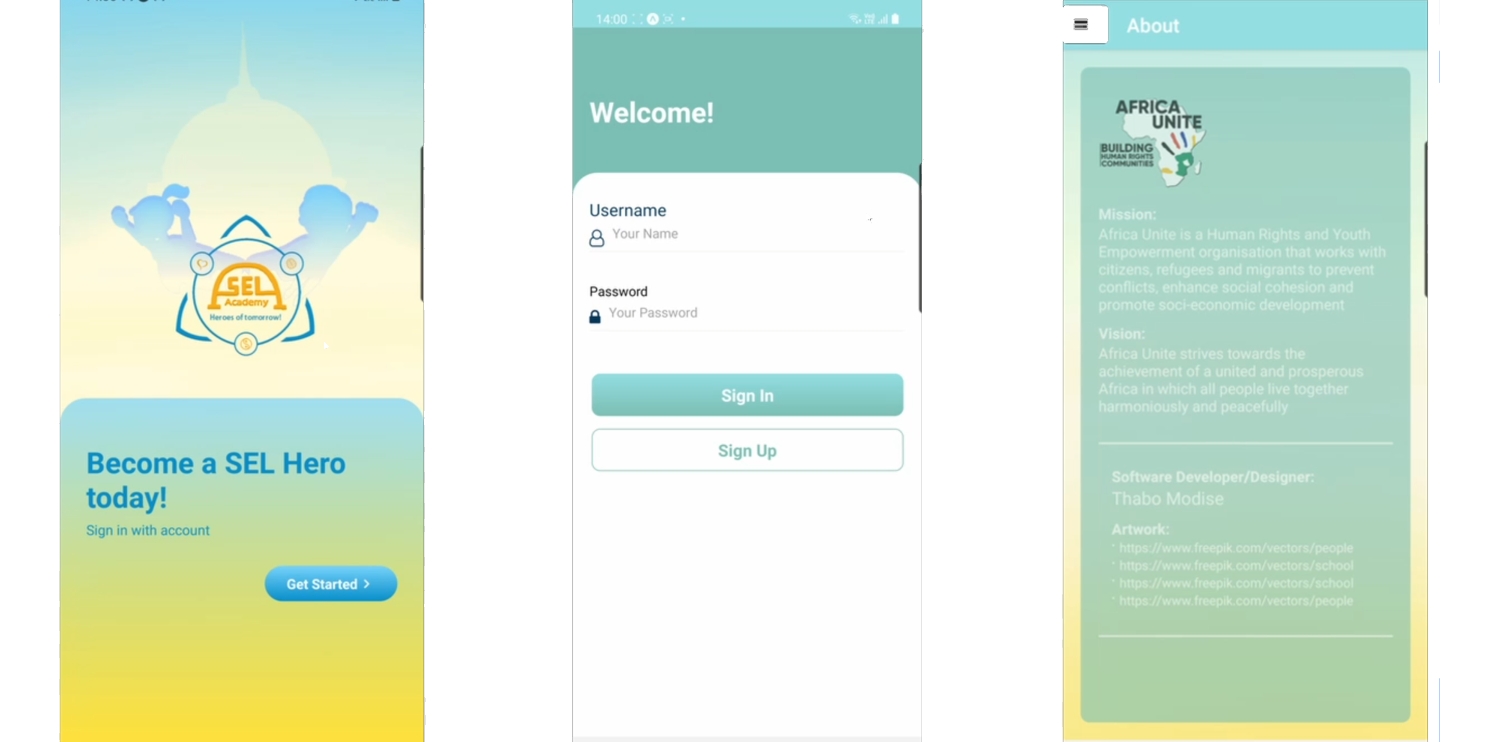 SEL
Academy
Heroes of tomorrow!
Become a SEL Hero
today!
Sign in with account
Get Started >
14:00
Welcome!
Username
Your Name
Password
Your Password
Sign In
Sign Up
About
AFRICA
UNITE
BUILDING
HUMAN RIGHTS
COMMUNITIES
Mission:
Africa Unite is a Human Rights and Youth
Empowerment organisation that works with
citizens, refugees and migrants to prevent
conflicts, enhance social cohesion and
promote soci-economic development
Vision:
Africa Unite strives towards the
achievement of a united and prosperous
Africa in which all people live together
harmoniously and peacefully
Software Developer/Designer:
Thabo Modise
Artwork:
* https://www.freepik.com/vectors/people
* https://www.freepik.com/vectors/school
* https://www.freepik.com/vectors/school
* https://www.freepik.com/vectors/people